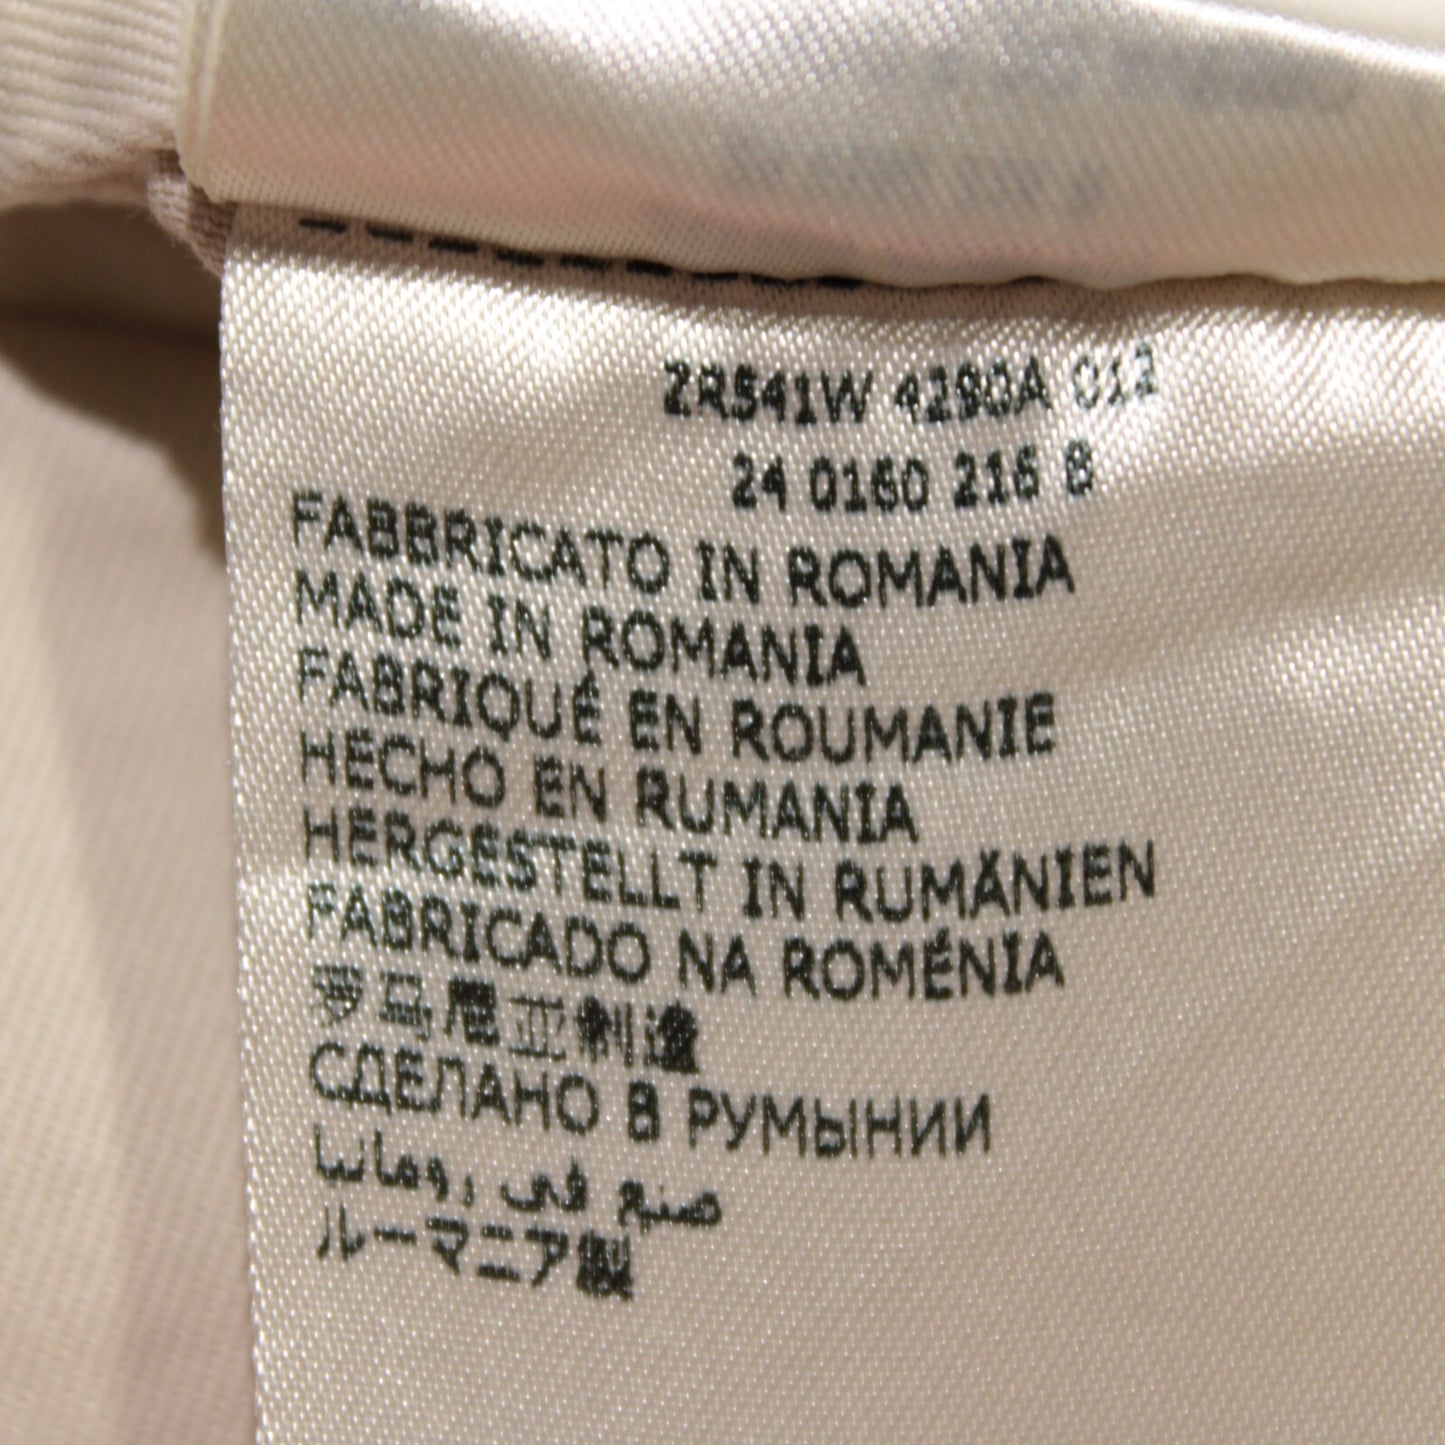 ZR541W 4290A 012
24 0160 216 8
FABBRICATO IN ROMANIA
MADE IN ROMANIA
FABRIQUÉ EN ROUMANIE
HECHO EN RUMANIA
HERGESTELLT IN RUMÄNIEN
FABRICADO NA ROMÉNIA
罗马尼亚制造
СДЕЛАНО В РУМЫНИИ
صنع في رومانيا
ルーマニア製